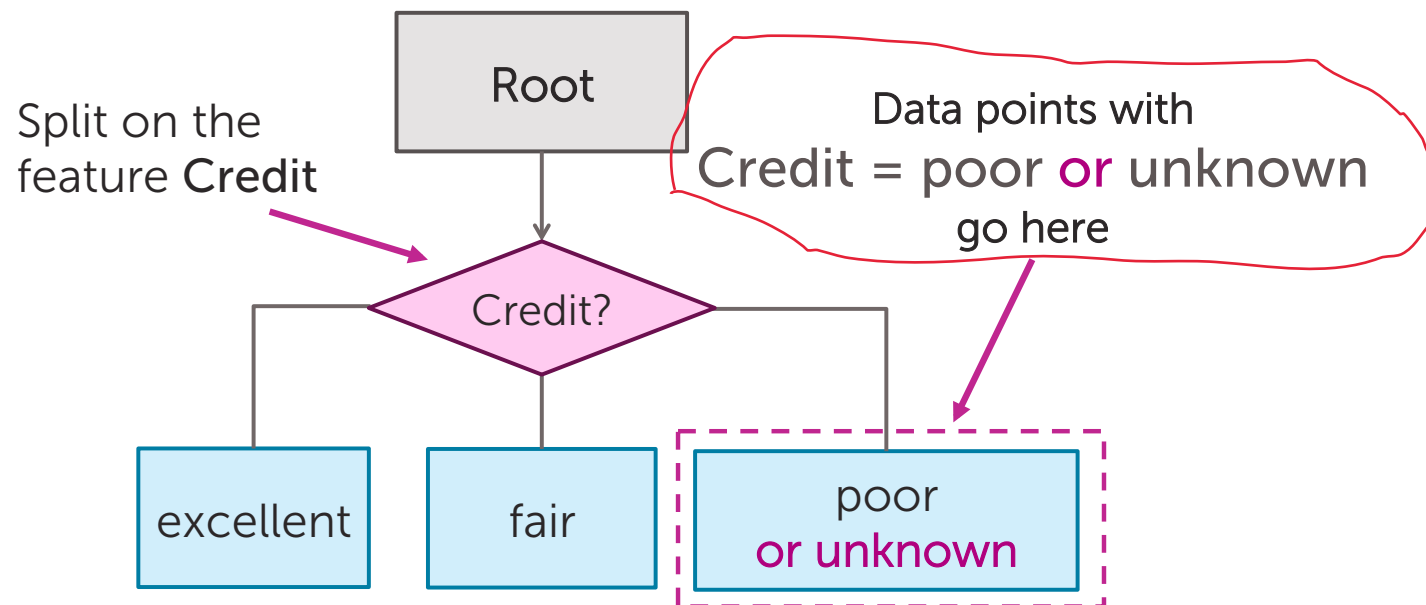 Root
Split on the
feature Credit
Data points with
Credit = poor or unknown
go here
Credit?
excellent
fair
poor
or unknown